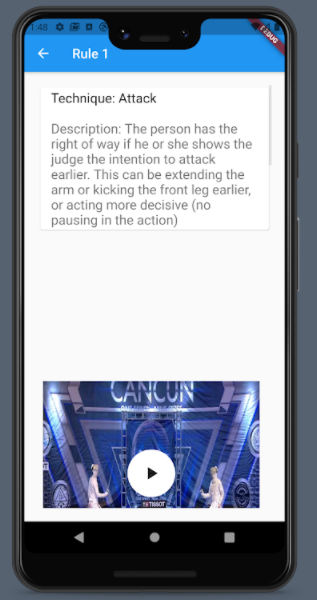 1:48
DEBUG
Rule 1
Technique: Attack
Description: The person has the
right of way if he or she shows the
judge the intention to attack
earlier. This can be extending the
arm or kicking the front leg earlier,
or acting more decisive (no
pausing in the action)
CANCUN
TISSOT